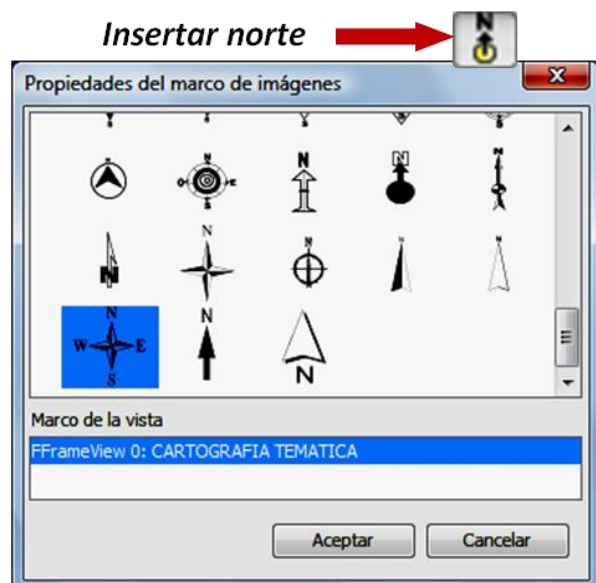 Insertar norte
N
Propiedades del marco de imágenes
N
N
N
O E
S
N
N
N
W E
S
N
N
Marco de la vista
FFrameView 0: CARTOGRAFIA TEMATICA
Aceptar Cancelar